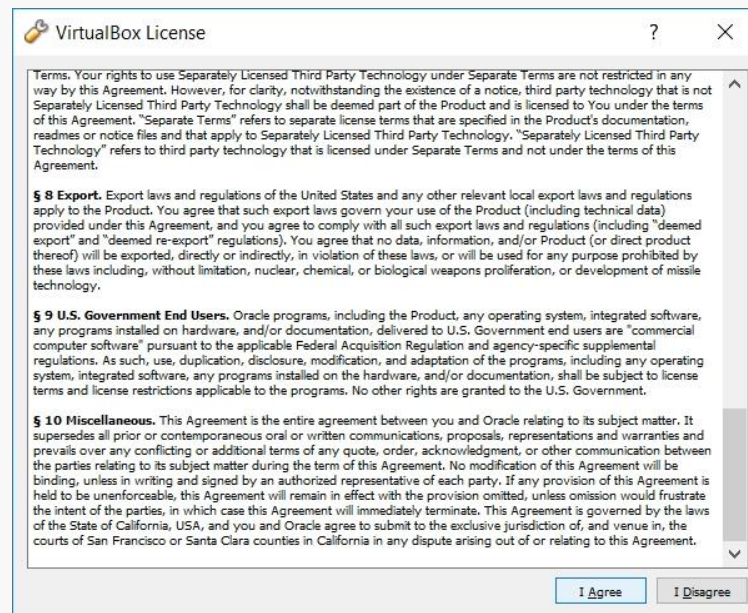 VirtualBox License
Terms. Your rights to use Separately Licensed Third Party Technology under Separate Terms are not restricted in any
way by this Agreement. However, for clarity, notwithstanding the existence of a notice, third party technology that is not
Separately Licensed Third Party Technology shall be deemed part of the Product and is licensed to You under the terms
of this Agreement. “Separate Terms” refers to separate license terms that are specified in the Product's documentation,
readmes or notice files and that apply to Separately Licensed Third Party Technology. “Separately Licensed Third Party
Technology” refers to third party technology that is licensed under Separate Terms and not under the terms of this
Agreement.
§ 8 Export. Export laws and regulations of the United States and any other relevant local export laws and regulations
apply to the Product. You agree that such export laws govern your use of the Product (including technical data)
provided under this Agreement, and you agree to comply with all such export laws and regulations (including “deemed
export” and “deemed re-export” regulations). You agree that no data, information, and/or Product (or direct product
thereof) will be exported, directly or indirectly, in violation of these laws, or will be used for any purpose prohibited by
these laws including, without limitation, nuclear, chemical, or biological weapons proliferation, or development of missile
technology.
§ 9 U.S. Government End Users. Oracle programs, including the Product, any operating system, integrated software,
any programs installed on hardware, and/or documentation, delivered to U.S. Government end users are "commercial
computer software" pursuant to the applicable Federal Acquisition Regulation and agency-specific supplemental
regulations. As such, use, duplication, disclosure, modification, and adaptation of the programs, including any operating
system, integrated software, any programs installed on the hardware, and/or documentation, shall be subject to license
terms and license restrictions applicable to the programs. No other rights are granted to the U.S. Government.
§ 10 Miscellaneous. This Agreement is the entire agreement between you and Oracle relating to its subject matter. It
supersedes all prior or contemporaneous oral or written communications, proposals, representations and warranties and
prevails over any conflicting or additional terms of any quote, order, acknowledgment, or other communication between
the parties relating to its subject matter during the term of this Agreement. No modification of this Agreement will be
binding, unless in writing and signed by an authorized representative of each party. If any provision of this Agreement is
held to be unenforceable, this Agreement will remain in effect with the provision omitted, unless omission would frustrate
the intent of the parties, in which case this Agreement will immediately terminate. This Agreement is governed by the laws
of the State of California, USA, and you and Oracle agree to submit to the exclusive jurisdiction of, and venue in, the
courts of San Francisco or Santa Clara counties in California in any dispute arising out of or relating to this Agreement.
I Agree
I Disagree